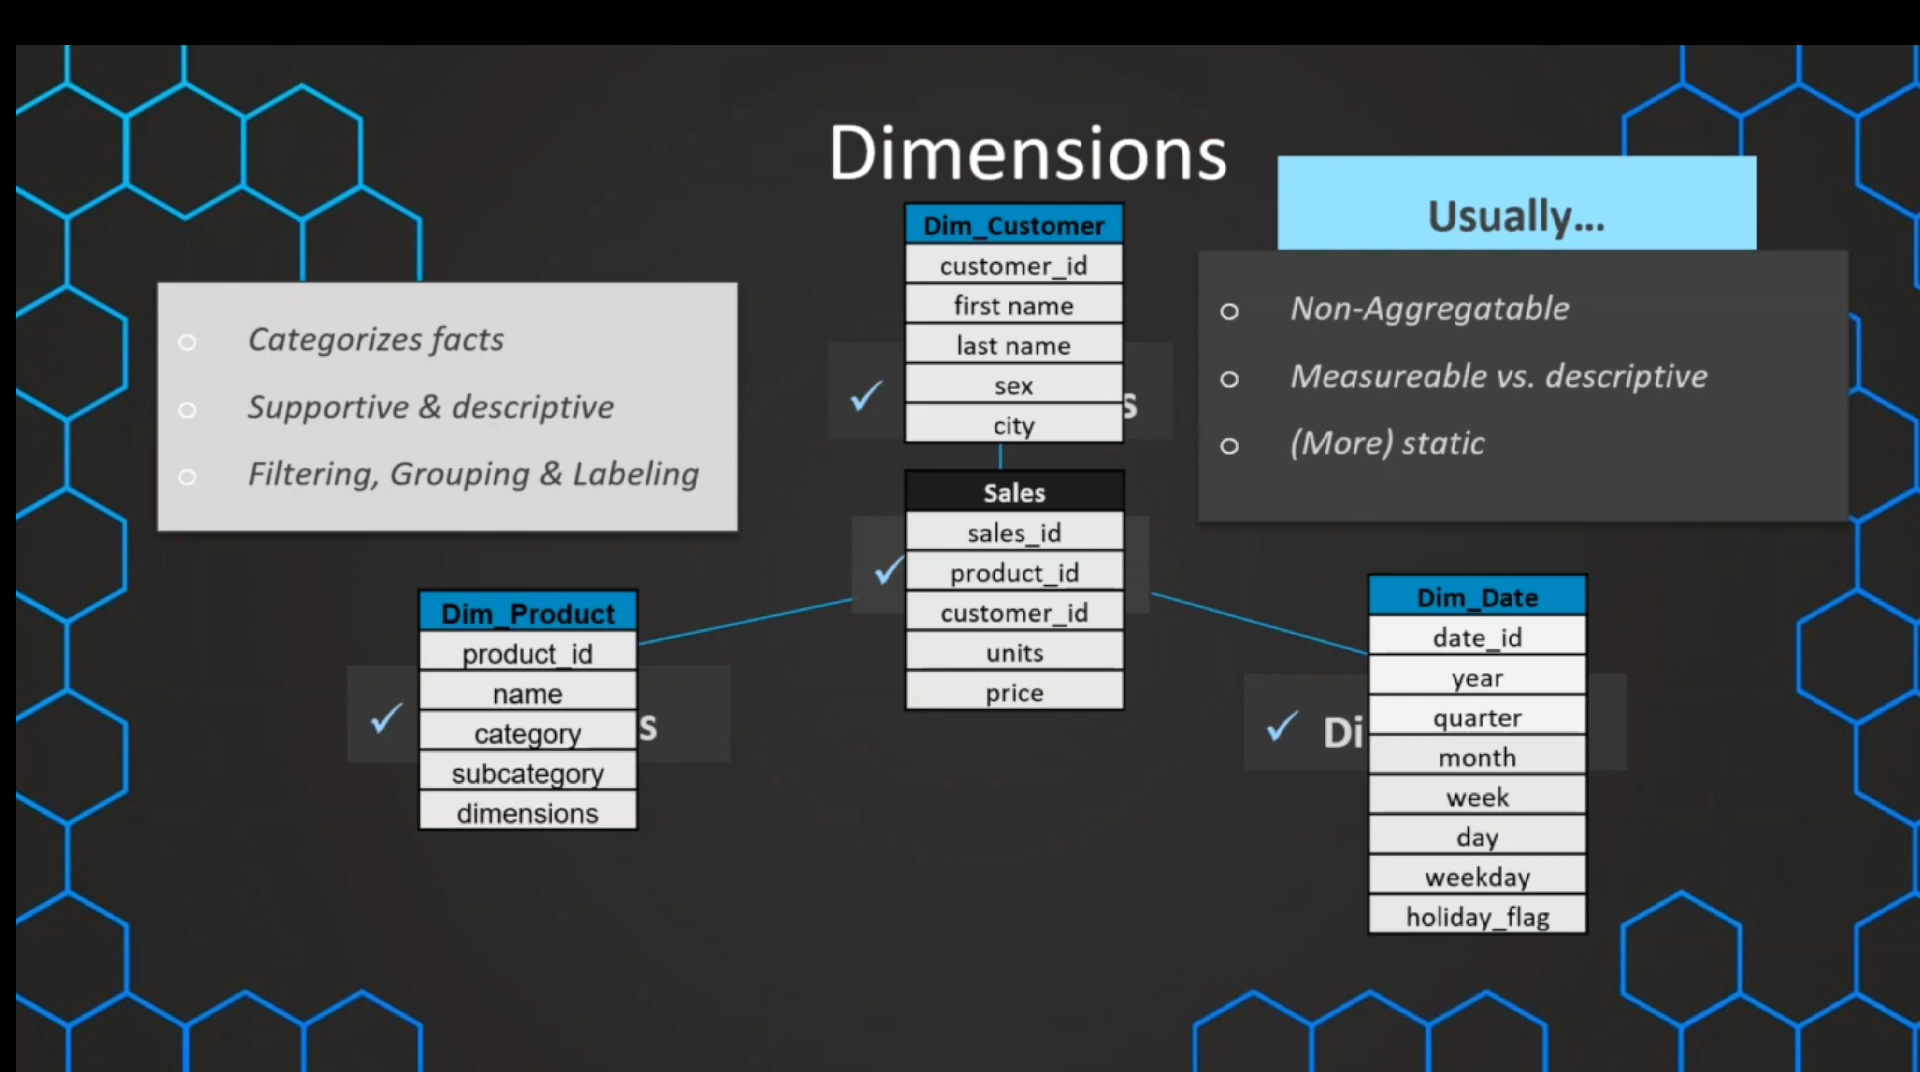 Dimensions
Categorizes facts
Supportive & descriptive
Filtering, Grouping & Labeling
Usually...
Non-Aggregatable
Measureable vs. descriptive
(More) static
Dim_Customer
customer_id
first name
last name
sex
city
s
Sales
sales_id
product_id
customer_id
units
price
Dim_Product
product_id
name
category
subcategory
dimensions
s
Di
Dim_Date
date_id
year
quarter
month
week
day
weekday
holiday_flag